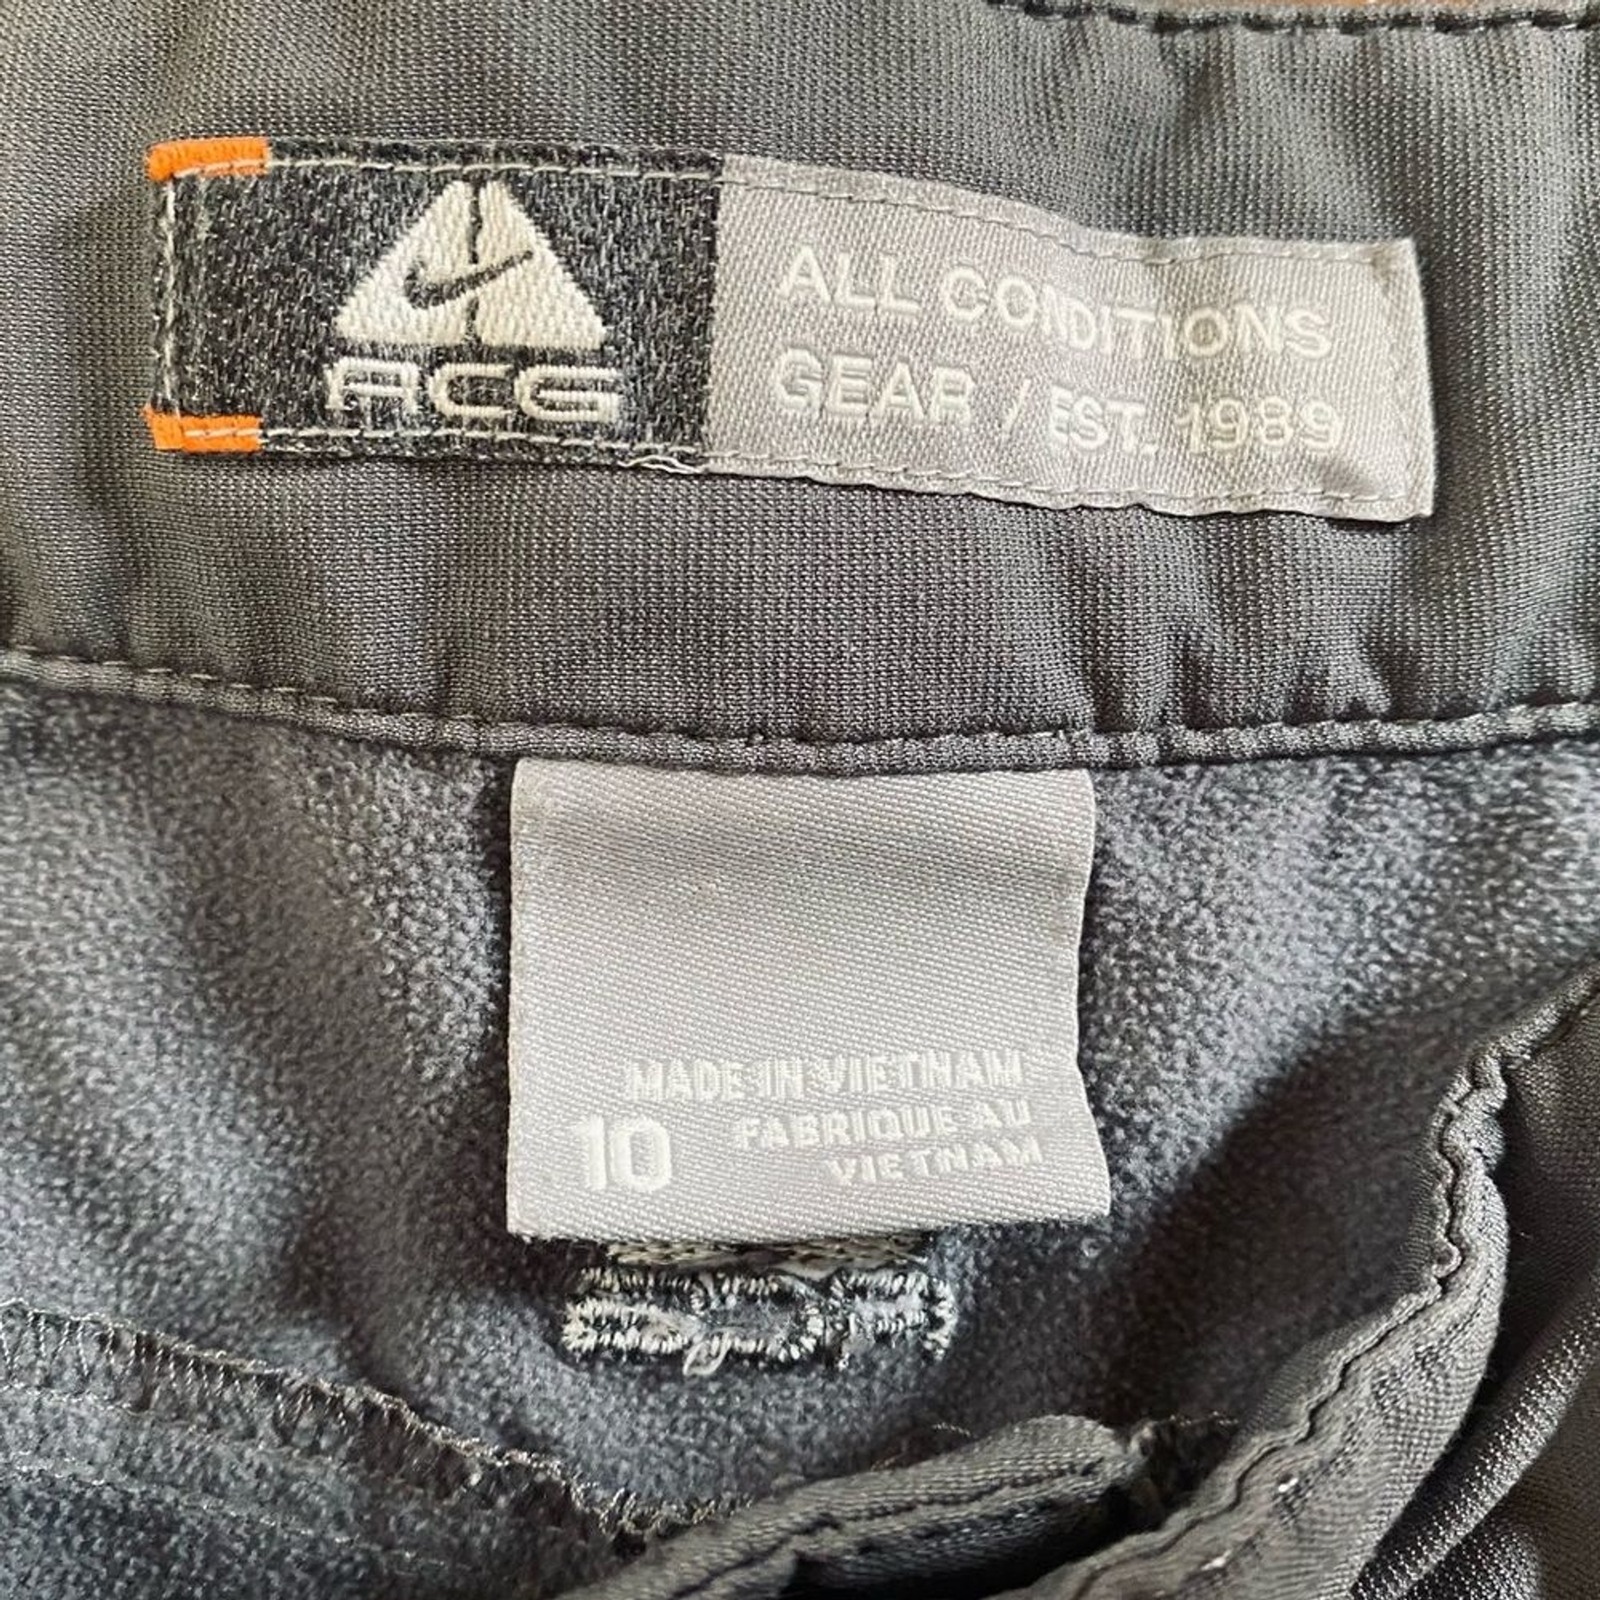 ACG
ALL CONDITIONS
GEAR / EST. 1989
MADE IN VIETNAM
10 FABRIQUE AU
VIETNAM